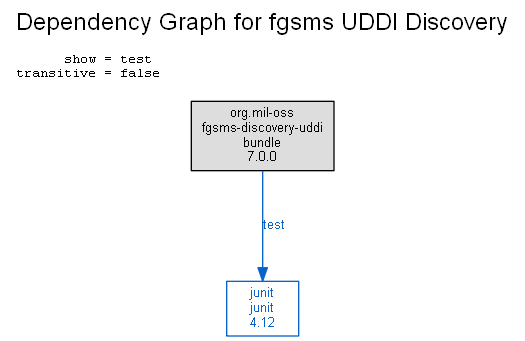 Dependency Graph for fgsms UDDI Discovery
show = test
transitive = false
org.mil-oss
fgsms-discovery-uddi
bundle
7.0.0
test
junit
junit
4.12